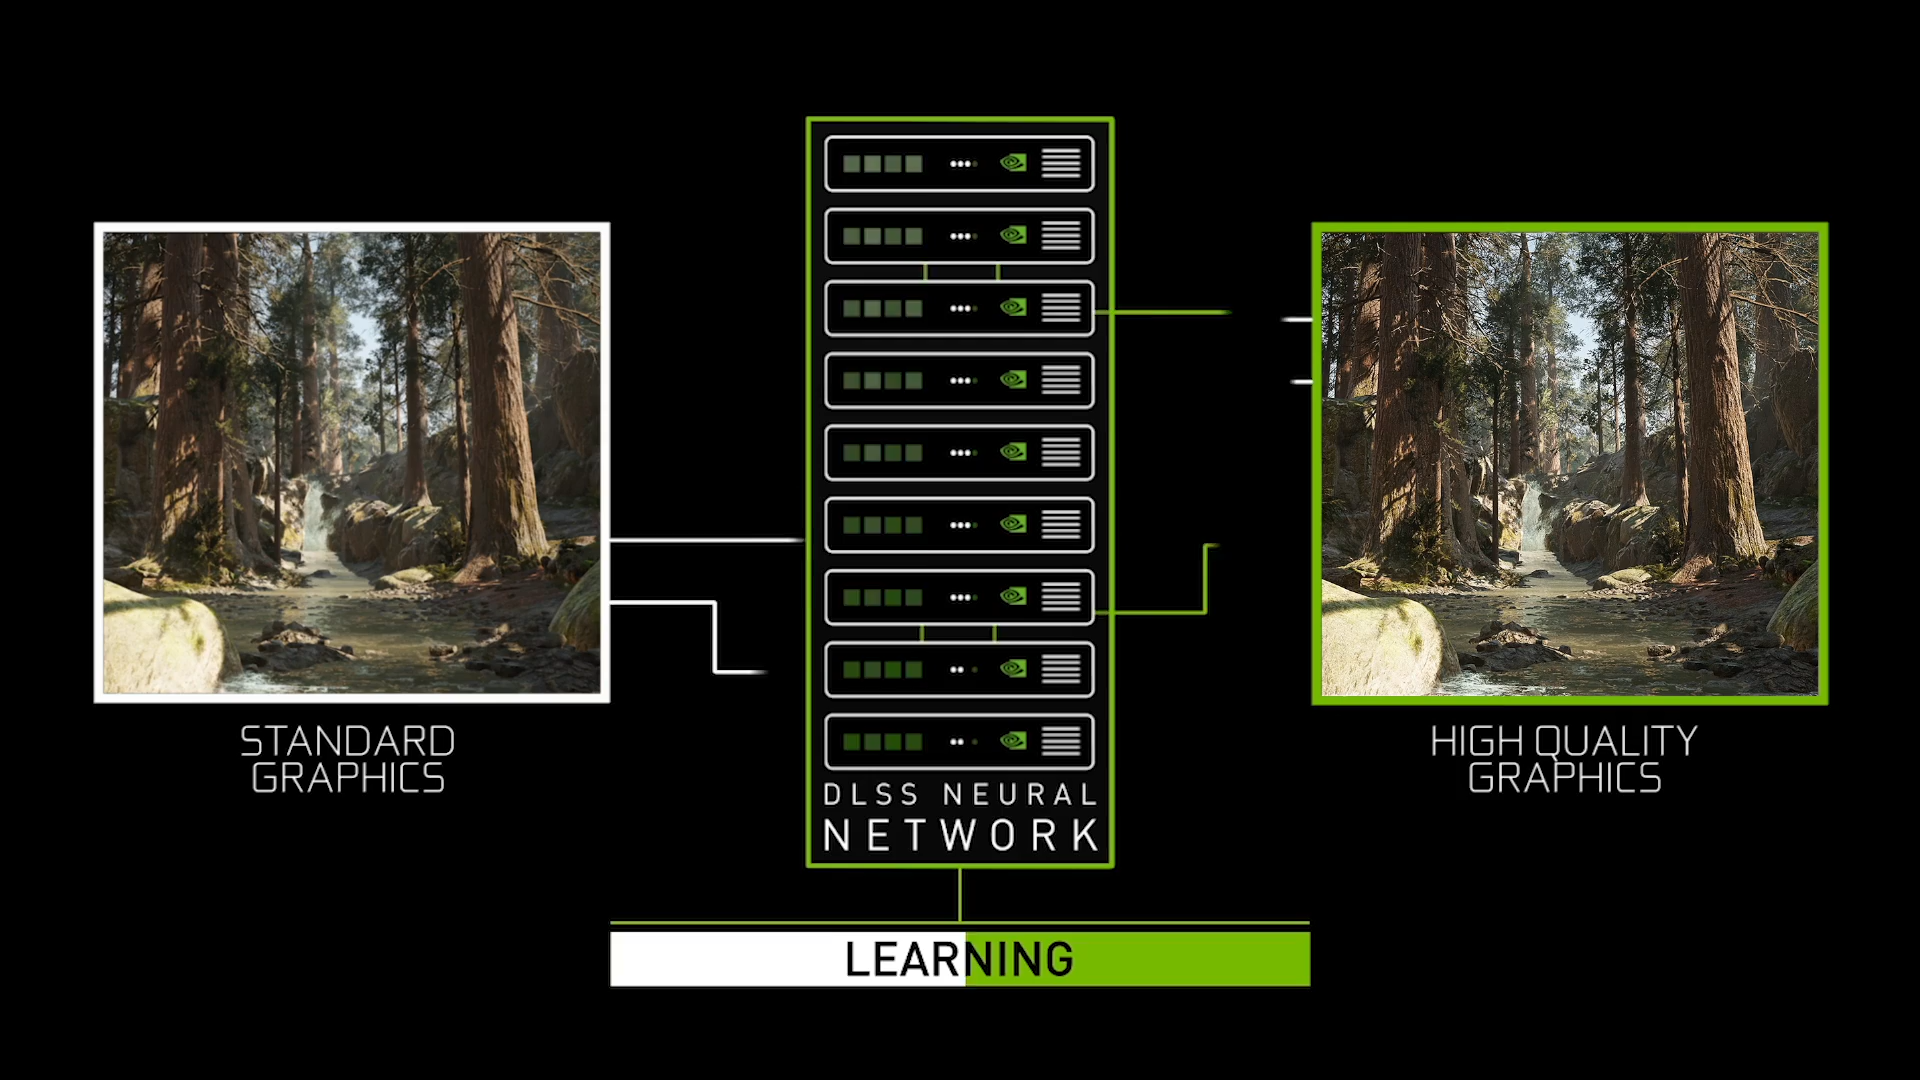 STANDARD
GRAPHICS
DLSS NEURAL
NETWORK
HIGH QUALITY
GRAPHICS
LEARNING